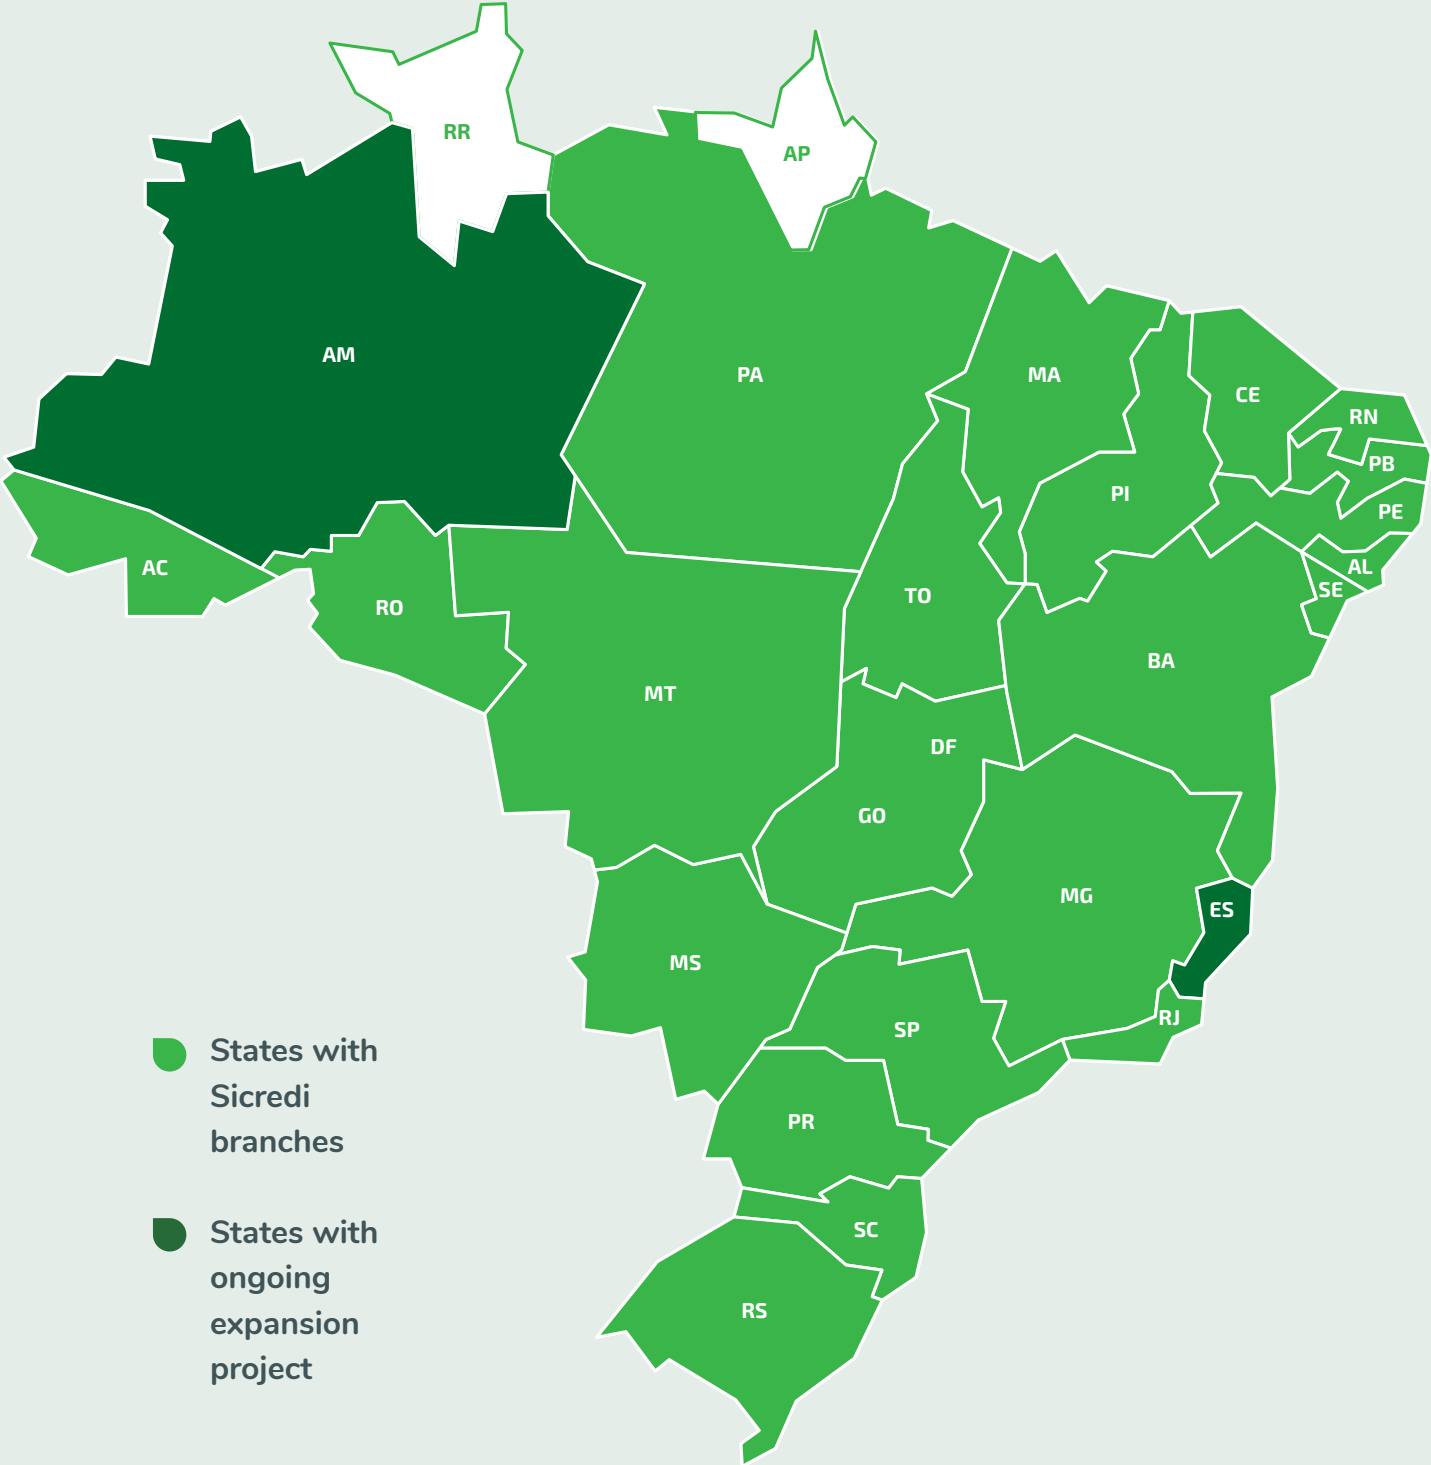 RR
AP
AM
PA
MA
CE
RN
PB
PI
PE
AC
AL
SE
RO
TO
BA
MT
DF
GO
MG
ES
MS
RJ
SP
States with
Sicredi
branches
PR
States with
ongoing
expansion
project
SC
RS